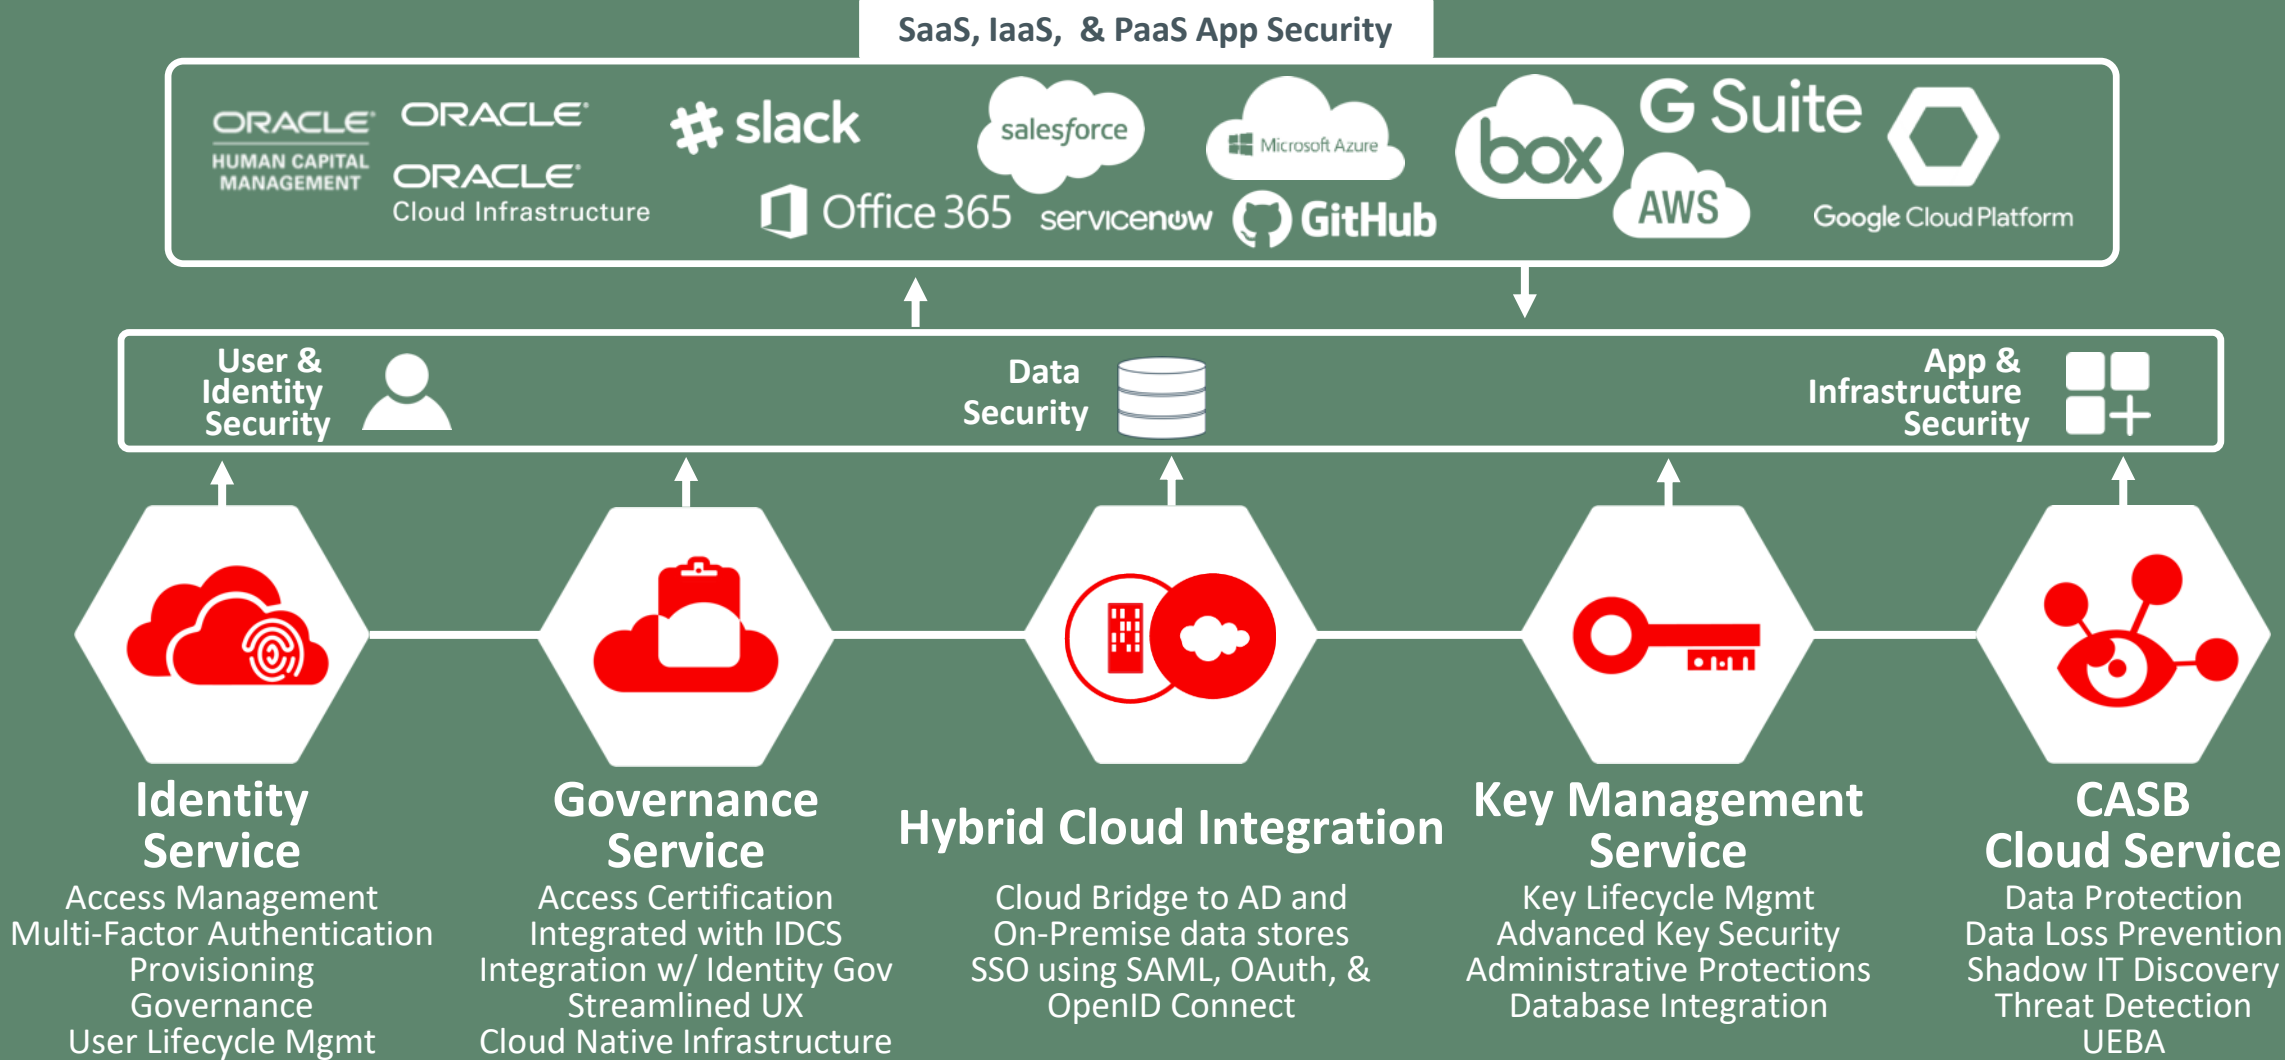 SaaS, IaaS, & PaaS App Security
ORACLE
HUMAN CAPITAL
MANAGEMENT
ORACLE
ORACLE
Cloud Infrastructure
slack
Office 365
salesforce
servicenow
Microsoft Azure
GitHub
box
G Suite
AWS
Google Cloud Platform
User &
Identity
Security
Data
Security
App &
Infrastructure
Security
Identity
Service
Access Management
Multi-Factor Authentication
Provisioning
Governance
User Lifecycle Mgmt
Governance
Service
Access Certification
Integrated with IDCS
Integration w/ Identity Gov
Streamlined UX
Cloud Native Infrastructure
Hybrid Cloud Integration
Cloud Bridge to AD and
On-Premise data stores
SSO using SAML, OAuth, &
OpenID Connect
Key Management
Service
Key Lifecycle Mgmt
Advanced Key Security
Administrative Protections
Database Integration
CASB
Cloud Service
Data Protection
Data Loss Prevention
Shadow IT Discovery
Threat Detection
UEBA